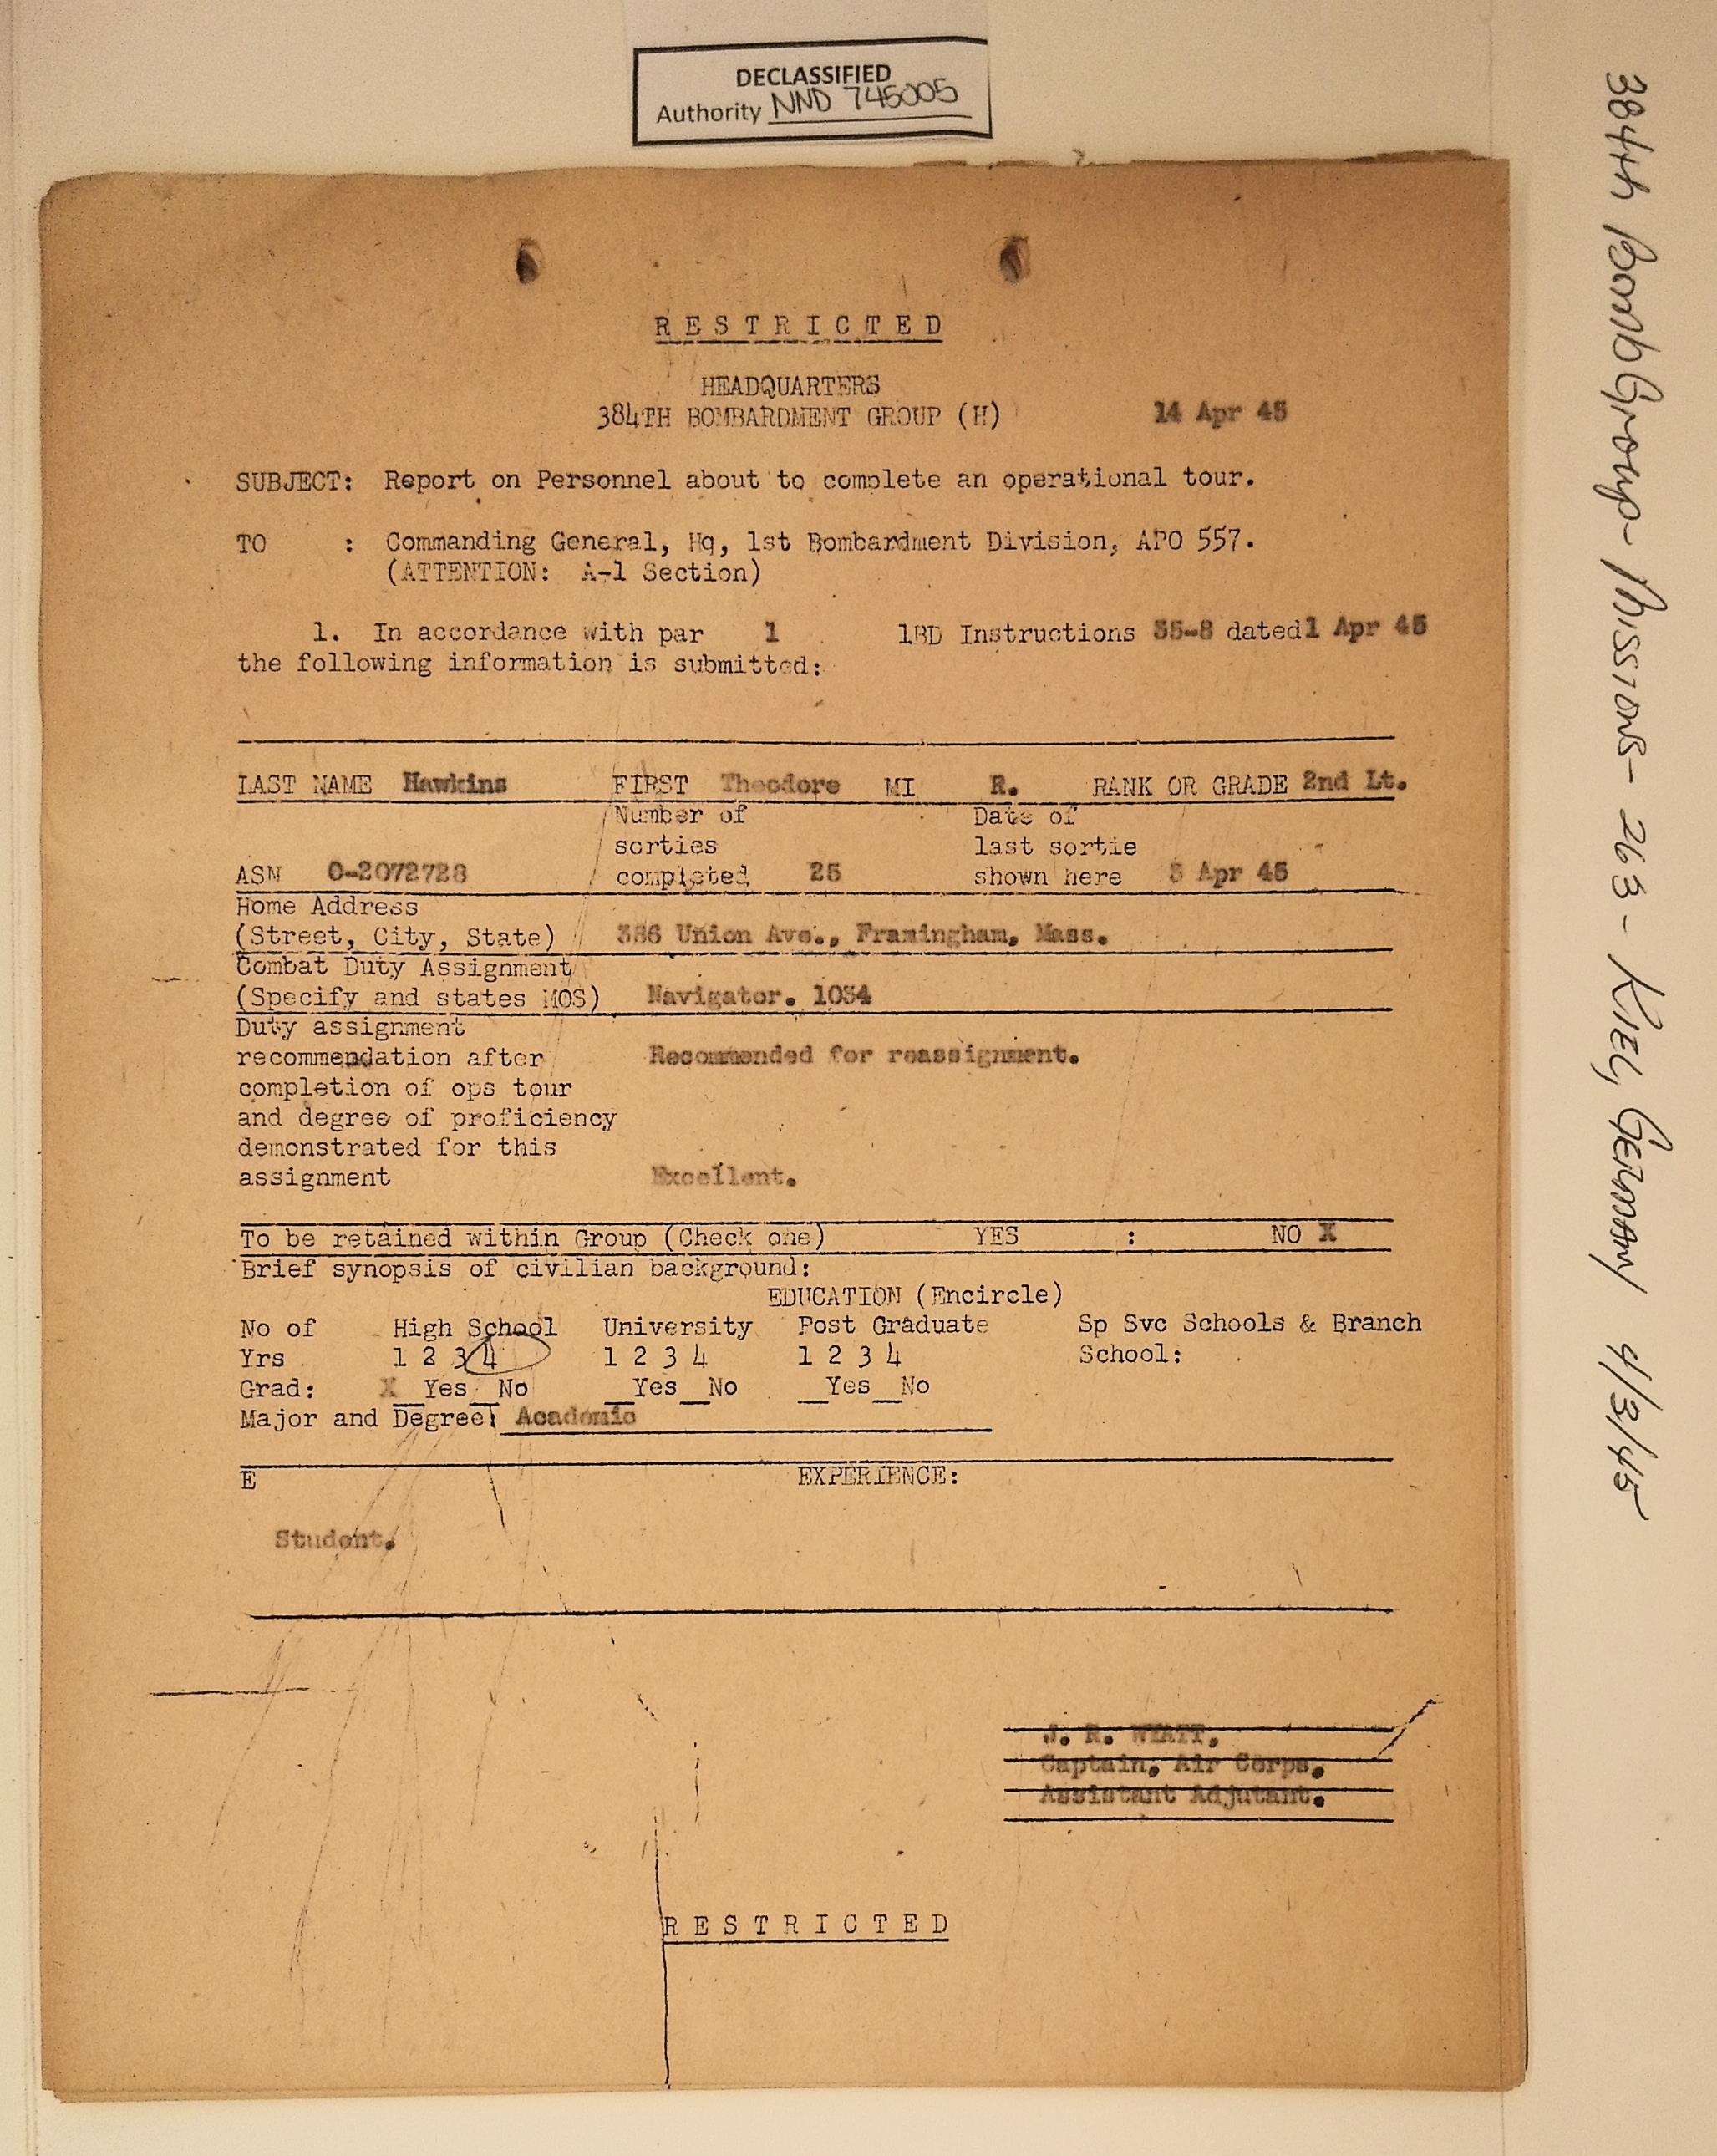 DECLASSIFIED
Authority NND 745005
R E S T R I C T E D
HEADQUARTERS
384TH BOMBARDMENT GROUP (H) 14 Apr 45
SUBJECT: Report on Personnel about to complete an operational tour.
TO : Commanding General, Hq, 1st Bombardment Division, APO 557.
(ATTENTION: A-1 Section)
1. In accordance with par 1 1BD Instructions 35-8 dated 1 Apr 45
the following information is submitted:
LAST NAME Hawkins FIRST Theodore MI R. RANK OR GRADE 2nd Lt.
Number of Date of
sorties last sortie
ASN O-2072728 completed 25 shown here 3 Apr 45
Home Address
(Street, City, State) 386 Union Ave., Framingham, Mass.
Combat Duty Assignment
(Specify and states MOS) Navigator. 1034
Duty assignment
recommendation after Recommended for reassignment.
completion of ops tour
and degree of proficiency
demonstrated for this
assignment Excellent.
To be retained within Group (Check one) YES : NO X
Brief synopsis of civilian background:
EDUCATION (Encircle)
No of High School University Post Graduate Sp Svc Schools & Branch
Yrs 1 2 3 4 1 2 3 4 1 2 3 4 School:
Grad: X Yes No Yes No Yes No
Major and Degree: Academic
E EXPERIENCE:
Student.
J. R. WYATT,
Captain, Air Corps,
Assistant Adjutant.
R E S T R I C T E D
384th Bomb Group - Missions - 263 - KIEL, GERMANY 4/3/45